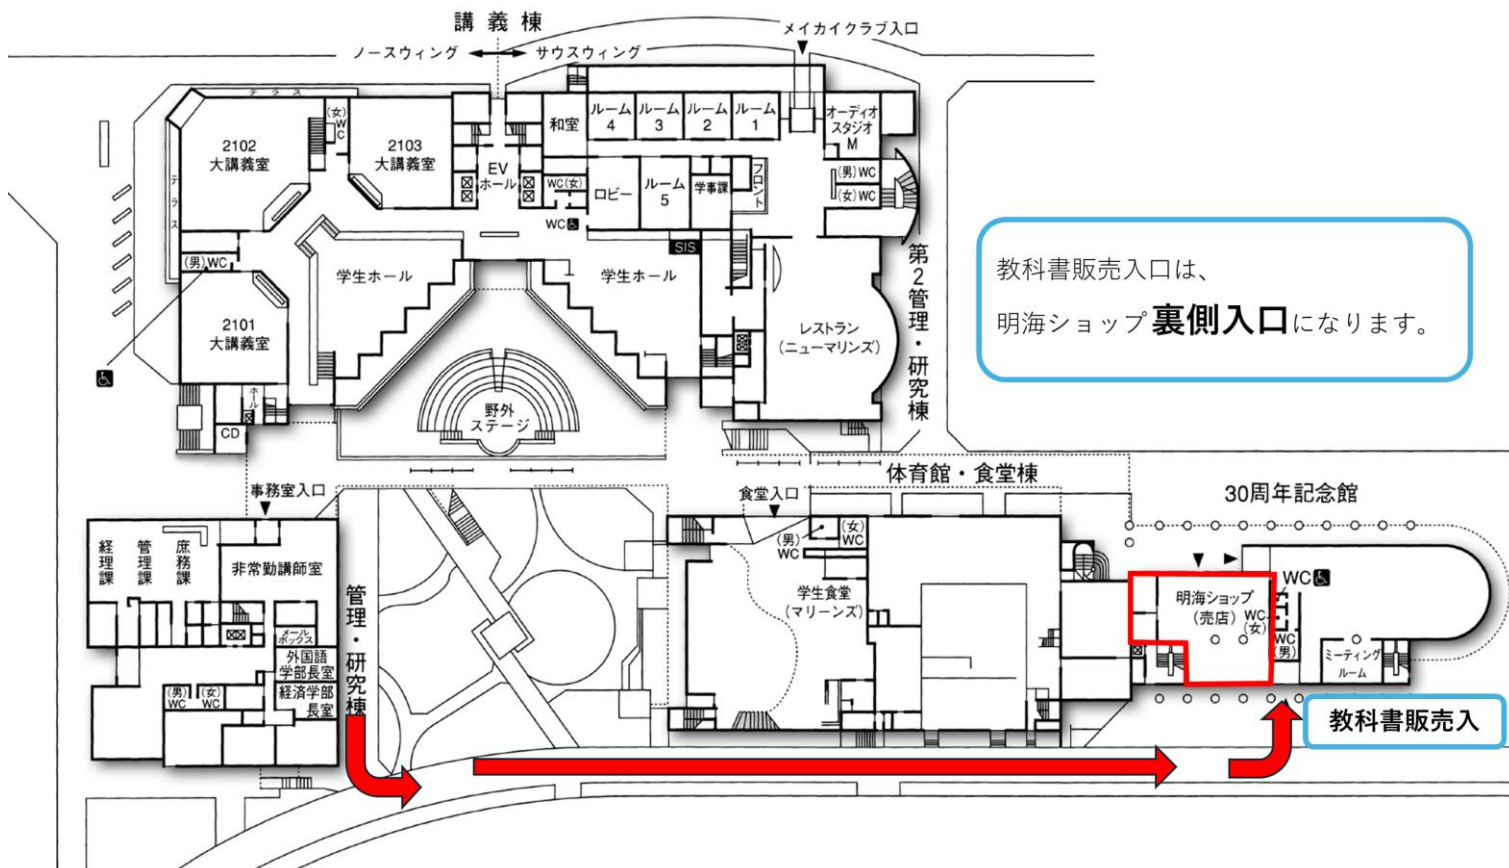 講義棟
ノースウィング
サウスウィング
メイカイクラブ入口
テラス
2102
大講義室
(女)
WC
2103
大講義室
EV
ホール
和室
ルーム
4
ルーム
3
ルーム
2
ルーム
1
オーディオ
スタジオ
M
WC(女)
ロビー
ルーム
5
学事課
フロント
(男)WC
(女)WC
テラス
WC
SIS
(男)WC
学生ホール
学生ホール
2101
大講義室
レストラン
(ニューマリンズ)
第2管理・研究棟
教科書販売入口は、
明海ショップ裏側入口になります。
ホール
CD
野外
ステージ
事務室入口
食堂入口
体育館・食堂棟
30周年記念館
経理課
管理課
庶務課
非常勤講師室
(男)
WC
(女)
WC
学生食堂
(マリーンズ)
明海ショップ
(売店)
WC
WC
(女)
WC
(男)
ミーティング
ルーム
管理・研究棟
メール
ボックス
外国語
学部長室
経済学部
長室
(男)
WC
(女)
WC
教科書販売入